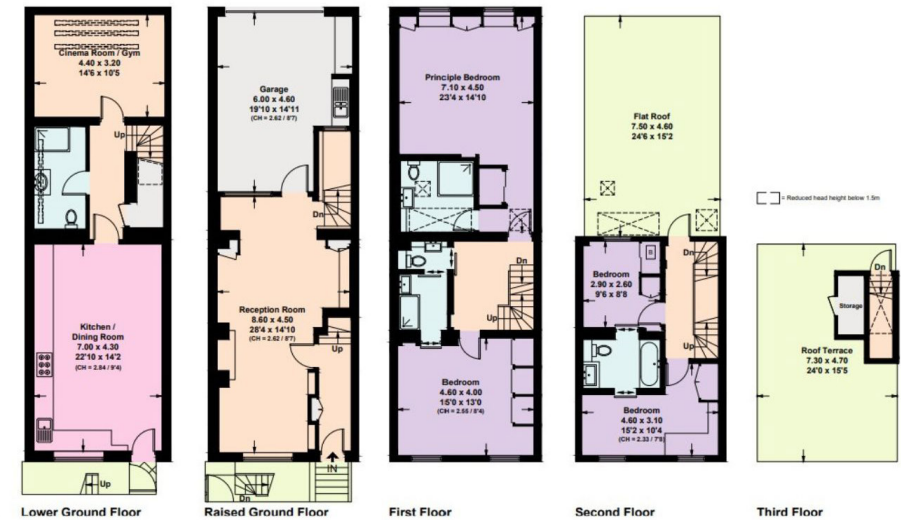 Cinema Room / Gym
4.40 x 3.20
14'6 x 10'5
Up
Kitchen /
Dining Room
7.00 x 4.30
22'10 x 14'2
(CH = 2.84 / 9'4)
Up
Lower Ground Floor
Garage
6.00 x 4.60
19'10 x 14'11
(CH = 2.62 / 8'7)
Dn
Reception Room
8.60 x 4.50
28'4 x 14'10
(CH = 2.62 / 8'7)
Up
IN
Dn
Raised Ground Floor
Principle Bedroom
7.10 x 4.50
23'4 x 14'10
Dn
Up
Bedroom
4.60 x 4.00
15'0 x 13'0
(CIH = 2.55 / 8'4)
First Floor
Flat Roof
7.50 x 4.60
24'6 x 15'2
Dn
Bedroom
2.90 x 2.60
9'6 x 8'8
Up
Bedroom
4.60 x 3.10
15'2 x 10'4
(CH = 2.33 / 7'8)
Second Floor
= Reduced head height below 1.5m
Dn
Storage
Roof Terrace
7.30 x 4.70
24'0 x 15'5
Third Floor